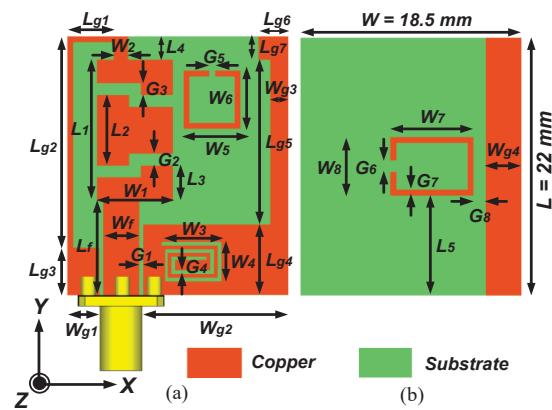 Lg1
Lg6
W = 18.5 mm
W2
L4
Lg7
G5
G3
W6
Wg3
L1
L2
Lg2
W5
Lg5
W7
W8
G6
Wg4
L = 22 mm
G2
W1
L3
G7
G8
Lf
Wf
W3
G1
G4
W4
Lg4
L5
Lg3
Wg1
Wg2
Y
Z
X
Copper
Substrate
(a)
(b)